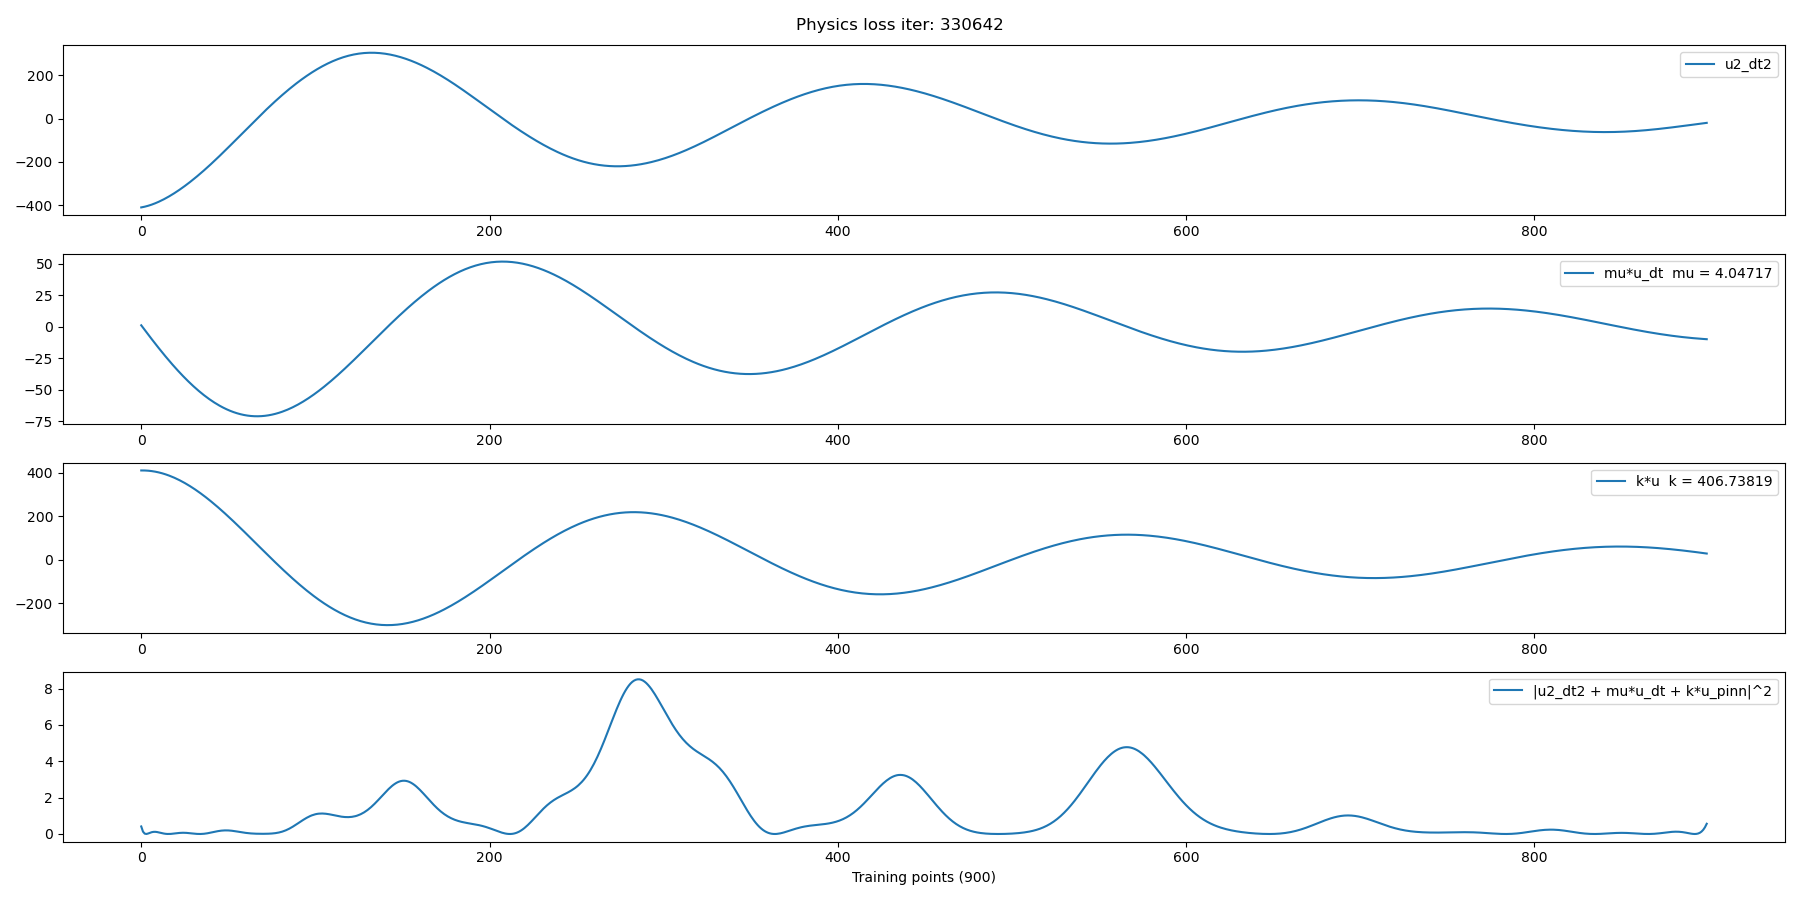 Physics loss iter: 330642
u2_dt2
200
0
−200
−400
0 200 400 600 800
mu*u_dt  mu = 4.04717
50
25
0
−25
−50
−75
0 200 400 600 800
k*u  k = 406.73819
400
200
0
−200
0 200 400 600 800
|u2_dt2 + mu*u_dt + k*u_pinn|^2
8
6
4
2
0
0 200 400 600 800
Training points (900)